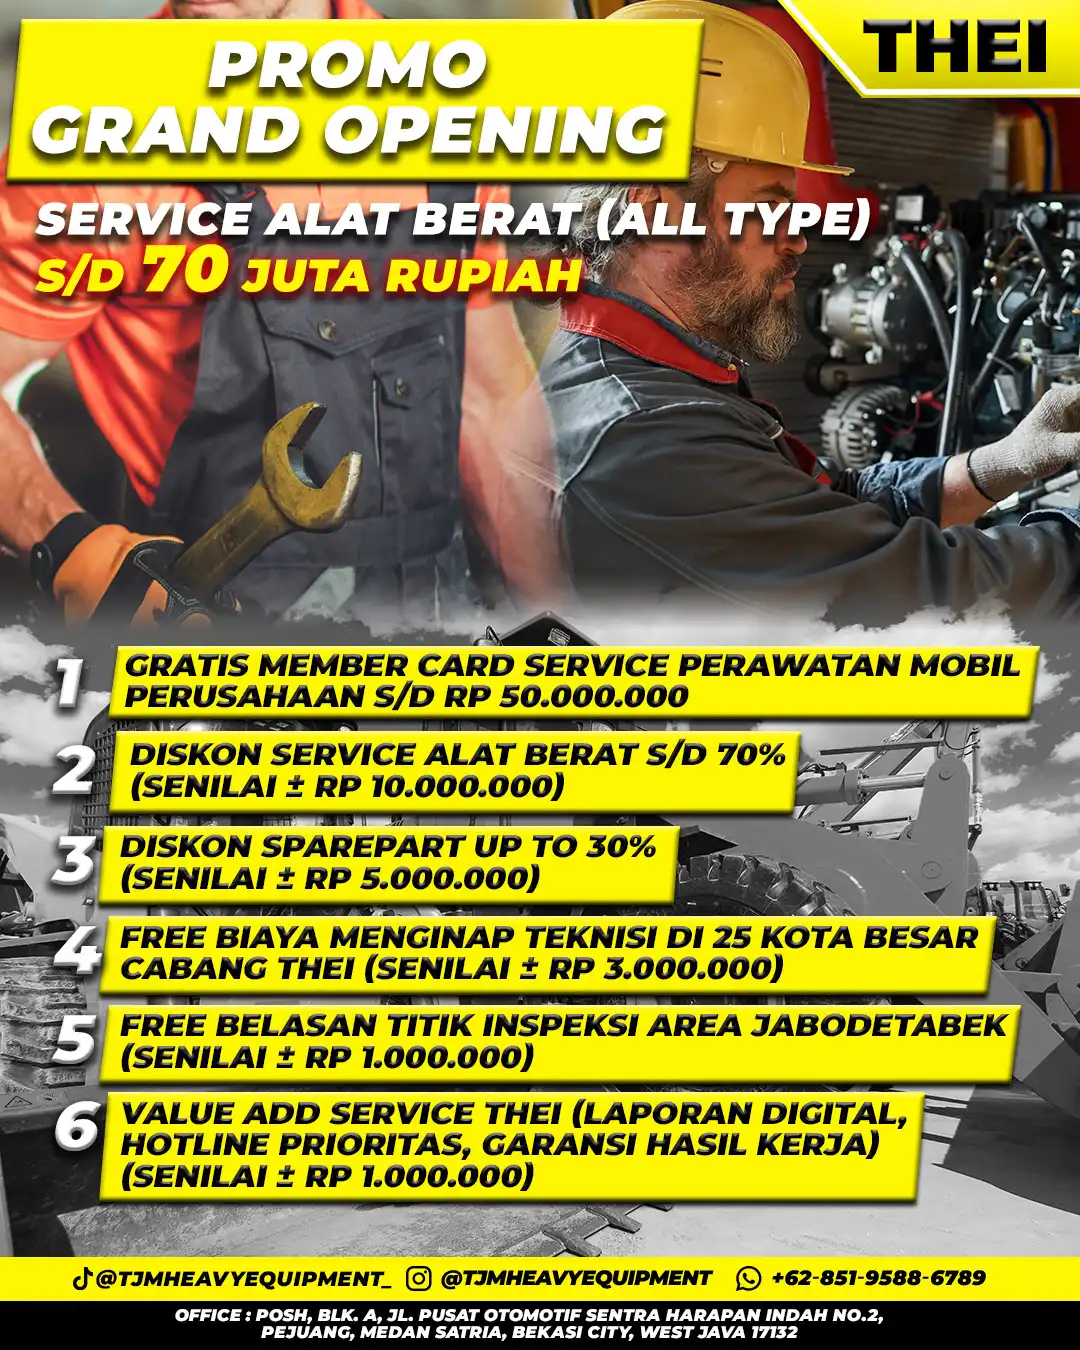 THEI
PROMO
GRAND OPENING
SERVICE ALAT BERAT (ALL TYPE)
S/D 70 JUTA RUPIAH
1
GRATIS MEMBER CARD SERVICE PERAWATAN MOBIL
PERUSAHAAN S/D RP 50.000.000
2
DISKON SERVICE ALAT BERAT S/D 70%
(SENILAI ± RP 10.000.000)
3
DISKON SPAREPART UP TO 30%
(SENILAI ± RP 5.000.000)
4
FREE BIAYA MENGINAP TEKNISI DI 25 KOTA BESAR
CABANG THEI (SENILAI ± RP 3.000.000)
5
FREE BELASAN TITIK INSPEKSI AREA JABODETABEK
(SENILAI ± RP 1.000.000)
6
VALUE ADD SERVICE THEI (LAPORAN DIGITAL,
HOTLINE PRIORITAS, GARANSI HASIL KERJA)
(SENILAI ± RP 1.000.000)
@TJMHEAVYEQUIPMENT_ @TJMHEAVYEQUIPMENT +62-851-9588-6789
OFFICE : POSH, BLK. A, JL. PUSAT OTOMOTIF SENTRA HARAPAN INDAH NO.2,
PEJUANG, MEDAN SATRIA, BEKASI CITY, WEST JAVA 17132